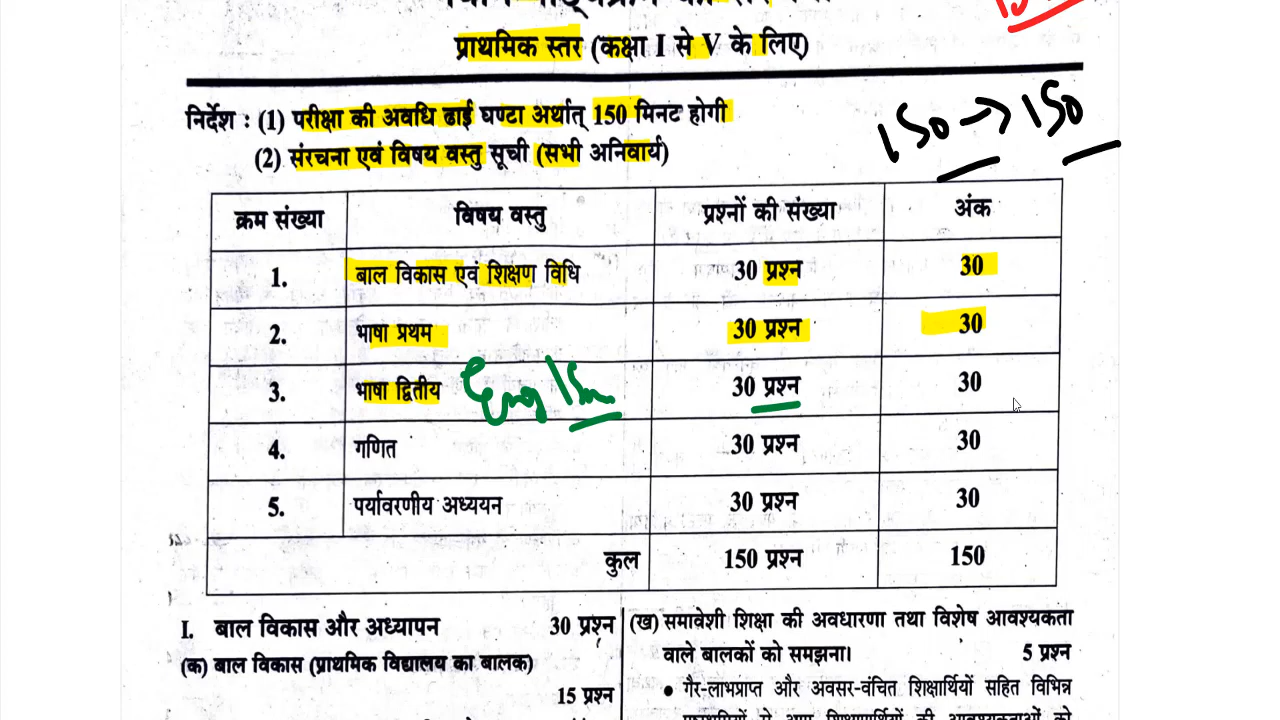 प्राथमिक स्तर (कक्षा I से V के लिए)
निर्देश : (1) परीक्षा की अवधि ढाई घण्टा अर्थात् 150 मिनट होगी
(2) संरचना एवं विषय वस्तु सूची (सभी अनिवार्य)
150 → 150
क्रम संख्या विषय वस्तु प्रश्नों की संख्या अंक
1. बाल विकास एवं शिक्षण विधि 30 प्रश्न 30
2. भाषा प्रथम 30 प्रश्न 30
3. भाषा द्वितीय 30 प्रश्न 30
4. गणित 30 प्रश्न 30
5. पर्यावरणीय अध्ययन 30 प्रश्न 30
कुल 150 प्रश्न 150
I. बाल विकास और अध्यापन 30 प्रश्न
(क) बाल विकास (प्राथमिक विद्यालय का बालक)
15 प्रश्न
(ख) समावेशी शिक्षा की अवधारणा तथा विशेष आवश्यकता
वाले बालकों को समझना। 5 प्रश्न
• गैर-लाभप्राप्त और अवसर-वंचित शिक्षार्थियों सहित विभिन्न